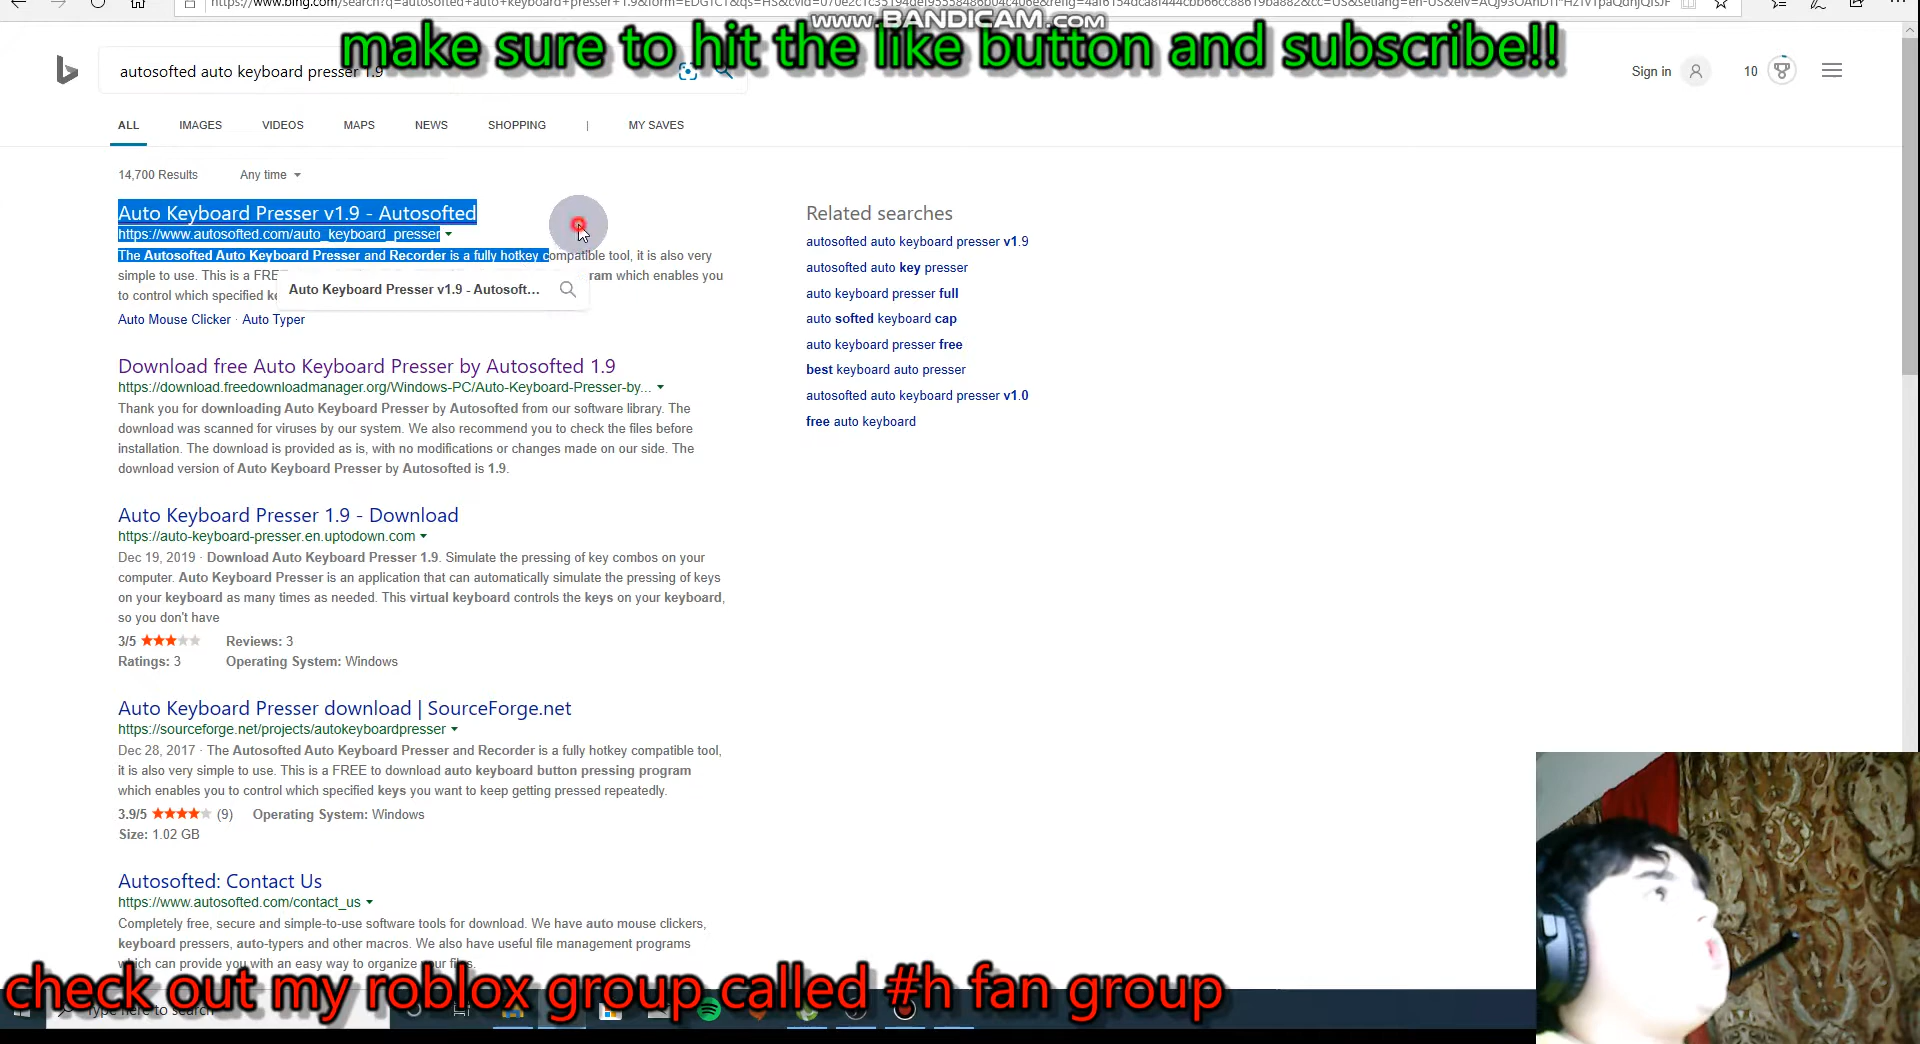 www.BANDICAM.com
make sure to hit the like button and subscribe!!
autosofted auto keyboard presser 1.9
Sign in
10
ALL
IMAGES
VIDEOS
MAPS
NEWS
SHOPPING
|
MY SAVES
14,700 Results
Any time
Auto Keyboard Presser v1.9 - Autosofted
https://www.autosofted.com/auto_keyboard_presser
The Autosofted Auto Keyboard Presser and Recorder is a fully hotkey compatible tool, it is also very
simple to use. This is a FREE
which enables you
to control which specified
Auto Keyboard Presser v1.9 - Autosoft...
Auto Mouse Clicker · Auto Typer
Download free Auto Keyboard Presser by Autosofted 1.9
https://download.freedownloadmanager.org/Windows-PC/Auto-Keyboard-Presser-by...
Thank you for downloading Auto Keyboard Presser by Autosofted from our software library. The
download was scanned for viruses by our system. We also recommend you to check the files before
installation. The download is provided as is, with no modifications or changes made on our side. The
download version of Auto Keyboard Presser by Autosofted is 1.9.
Auto Keyboard Presser 1.9 - Download
https://auto-keyboard-presser.en.uptodown.com
Dec 19, 2019 · Download Auto Keyboard Presser 1.9. Simulate the pressing of key combos on your
computer. Auto Keyboard Presser is an application that can automatically simulate the pressing of keys
on your keyboard as many times as needed. This virtual keyboard controls the keys on your keyboard,
so you don't have
3/5
Reviews: 3
Ratings: 3
Operating System: Windows
Auto Keyboard Presser download | SourceForge.net
https://sourceforge.net/projects/autokeyboardpresser
Dec 28, 2017 · The Autosofted Auto Keyboard Presser and Recorder is a fully hotkey compatible tool,
it is also very simple to use. This is a FREE to download auto keyboard button pressing program
which enables you to control which specified keys you want to keep getting pressed repeatedly.
3.9/5
(9)
Operating System: Windows
Size: 1.02 GB
Autosofted: Contact Us
https://www.autosofted.com/contact_us
Completely free, secure and simple-to-use software tools for download. We have auto mouse clickers,
keyboard pressers, auto-typers and other macros. We also have useful file management programs
which can provide you with an easy way to organize your files.
Related searches
autosofted auto keyboard presser v1.9
autosofted auto key presser
auto keyboard presser full
auto softed keyboard cap
auto keyboard presser free
best keyboard auto presser
autosofted auto keyboard presser v1.0
free auto keyboard
check out my roblox group called #h fan group
Type here to search